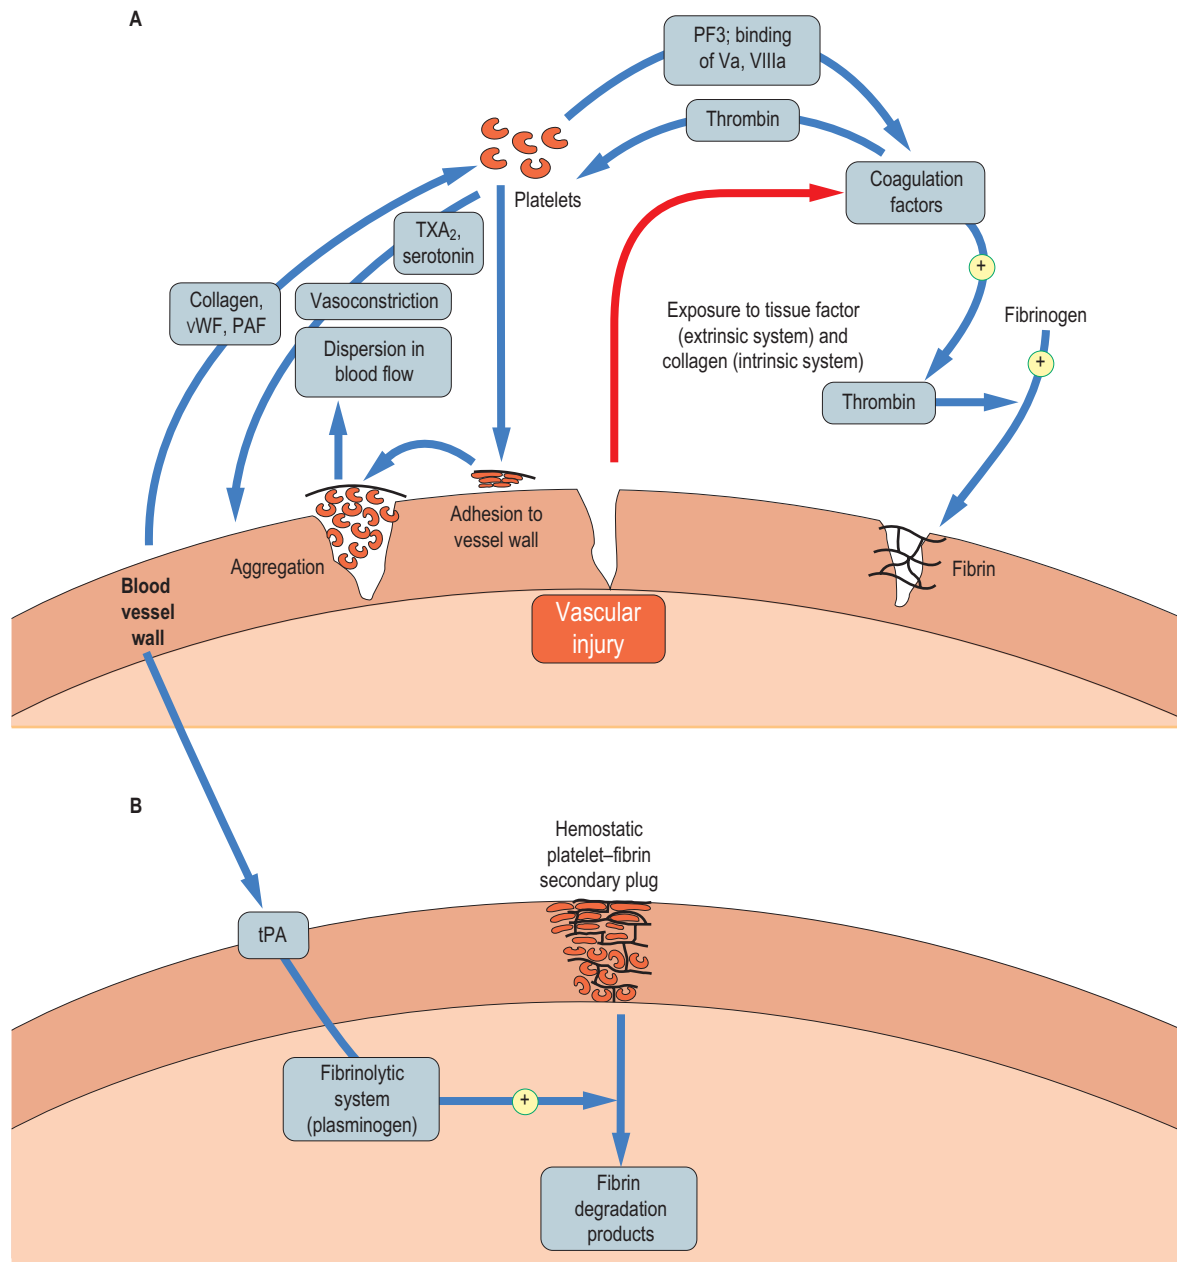 A
PF3; binding
of Va, VIIIa
Thrombin
Platelets
Coagulation
factors
TXA₂,
serotonin
Collagen,
vWF, PAF
Vasoconstriction
Dispersion in
blood flow
+
Exposure to tissue factor
(extrinsic system) and
collagen (intrinsic system)
Fibrinogen
+
Thrombin
Adhesion to
vessel wall
Aggregation
Fibrin
Blood
vessel
wall
Vascular
injury
B
Hemostatic
platelet–fibrin
secondary plug
tPA
Fibrinolytic
system
(plasminogen)
+
Fibrin
degradation
products